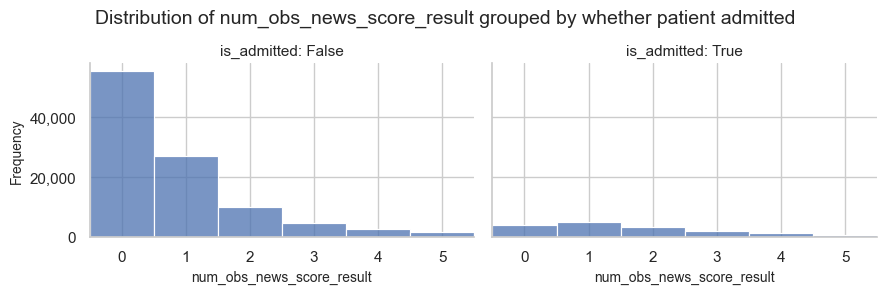 Distribution of num_obs_news_score_result grouped by whether patient admitted
is_admitted: False
is_admitted: True
Frequency
40,000
20,000
0
0 1 2 3 4 5
0 1 2 3 4 5
num_obs_news_score_result
num_obs_news_score_result